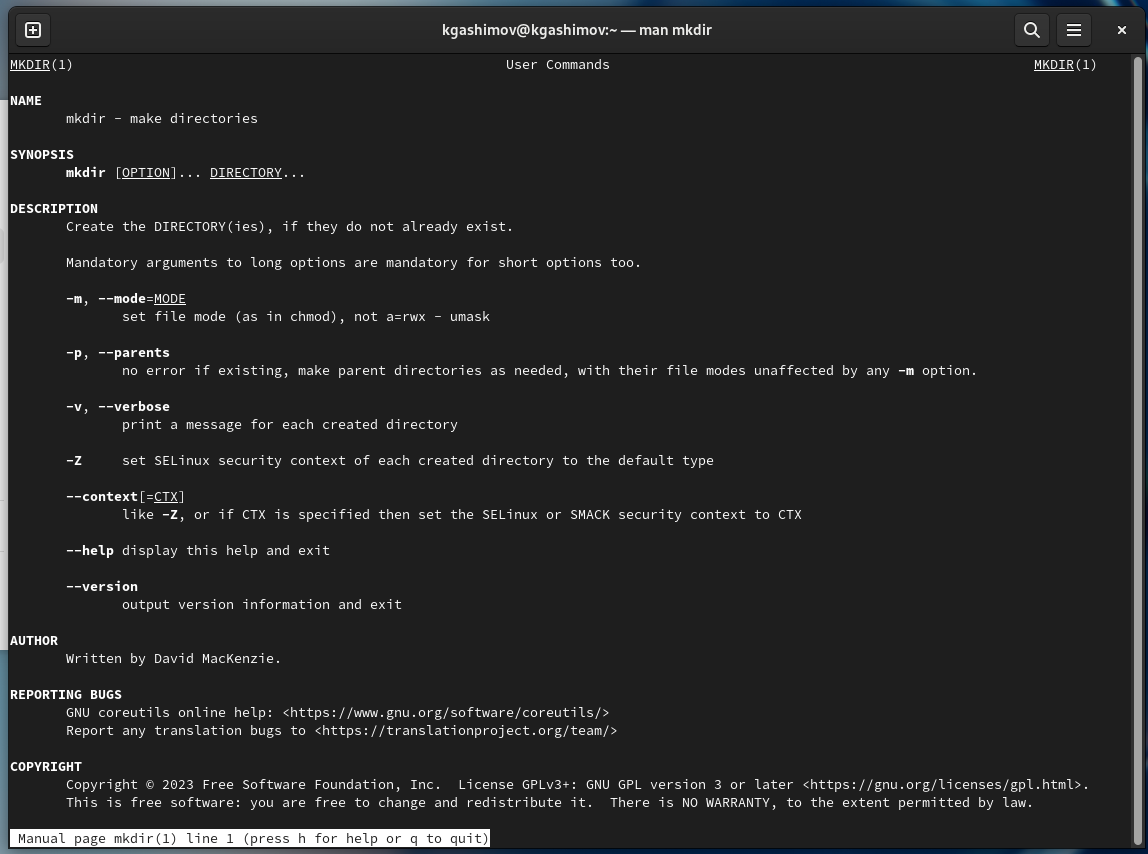 kgashimov@kgashimov:~ — man mkdir
MKDIR(1) User Commands MKDIR(1)
NAME
mkdir - make directories
SYNOPSIS
mkdir [OPTION]... DIRECTORY...
DESCRIPTION
Create the DIRECTORY(ies), if they do not already exist.
Mandatory arguments to long options are mandatory for short options too.
-m, --mode=MODE
set file mode (as in chmod), not a=rwx - umask
-p, --parents
no error if existing, make parent directories as needed, with their file modes unaffected by any -m option.
-v, --verbose
print a message for each created directory
-Z set SELinux security context of each created directory to the default type
--context[=CTX]
like -Z, or if CTX is specified then set the SELinux or SMACK security context to CTX
--help display this help and exit
--version
output version information and exit
AUTHOR
Written by David MacKenzie.
REPORTING BUGS
GNU coreutils online help: <https://www.gnu.org/software/coreutils/>
Report any translation bugs to <https://translationproject.org/team/>
COPYRIGHT
Copyright © 2023 Free Software Foundation, Inc. License GPLv3+: GNU GPL version 3 or later <https://gnu.org/licenses/gpl.html>.
This is free software: you are free to change and redistribute it. There is NO WARRANTY, to the extent permitted by law.
Manual page mkdir(1) line 1 (press h for help or q to quit)